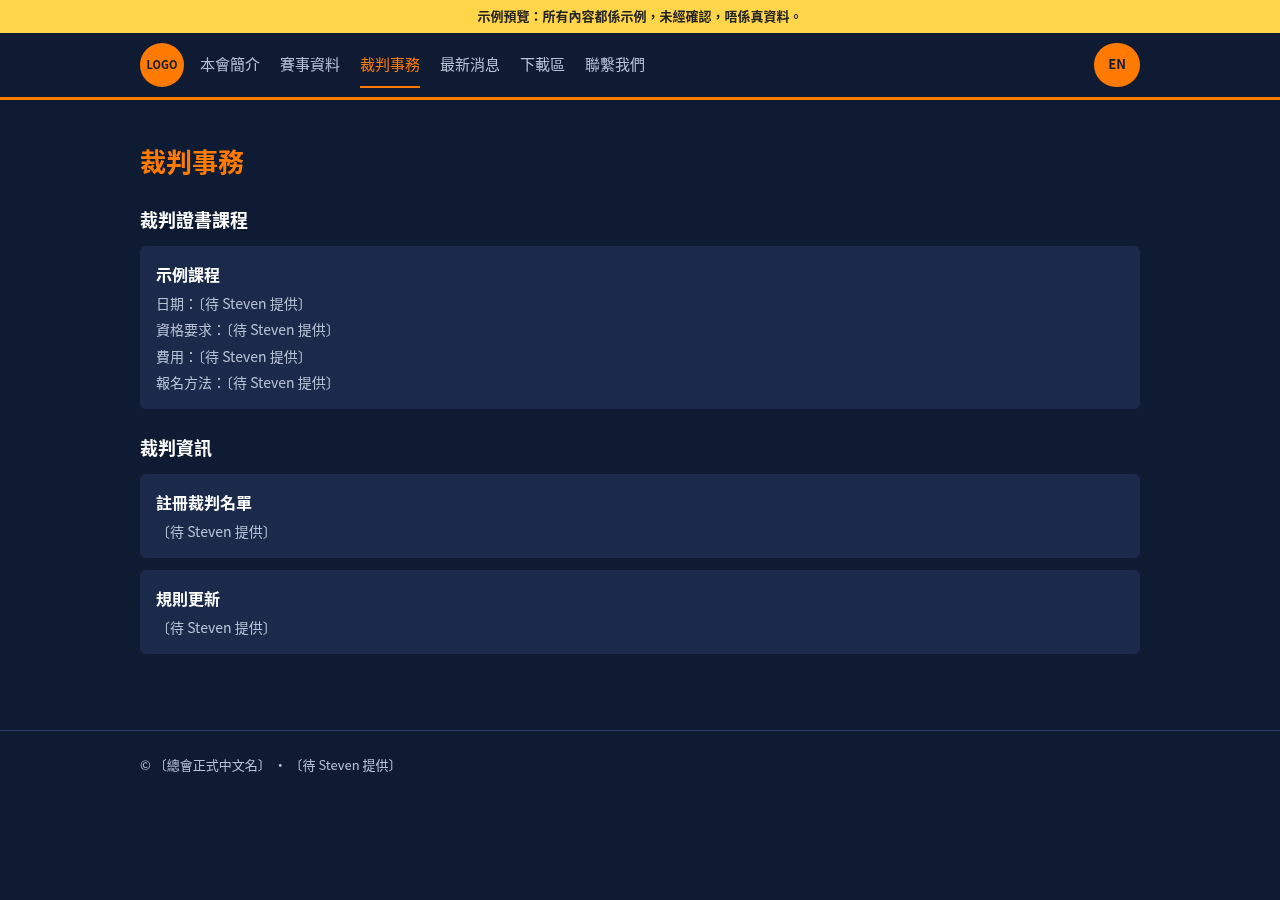 示例預覽：所有內容都係示例，未經確認，唔係真資料。
LOGO 本會簡介 賽事資料 裁判事務 最新消息 下載區 聯繫我們 EN
裁判事務
裁判證書課程
示例課程
日期：〔待 Steven 提供〕
資格要求：〔待 Steven 提供〕
費用：〔待 Steven 提供〕
報名方法：〔待 Steven 提供〕
裁判資訊
註冊裁判名單
〔待 Steven 提供〕
規則更新
〔待 Steven 提供〕
© 〔總會正式中文名〕 ・ 〔待 Steven 提供〕